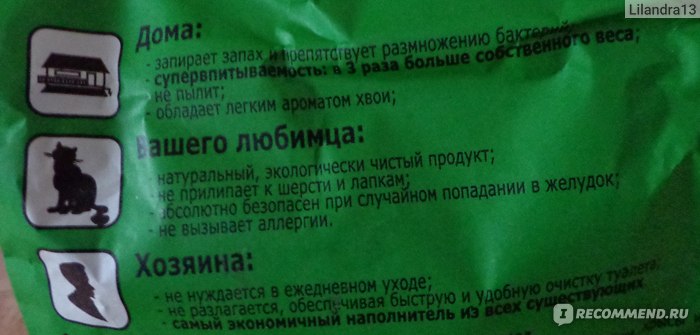 Lilandra13
Дома:
- запирает запах и препятствует размножению бактерий
- супервпитываемость: в 3 раза больше собственного веса;
- не пылит;
- обладает легким ароматом хвои;
Вашего любимца:
- натуральный, экологически чистый продукт;
- не прилипает к шерсти и лапкам;
- абсолютно безопасен при случайном попадании в желудок;
- не вызывает аллергии.
Хозяина:
- не нуждается в ежедневном уходе;
- не разлагается, обеспечивая быструю и удобную очистку туалета;
- самый экономичный наполнитель из всех существующих
IRECOMMEND.RU